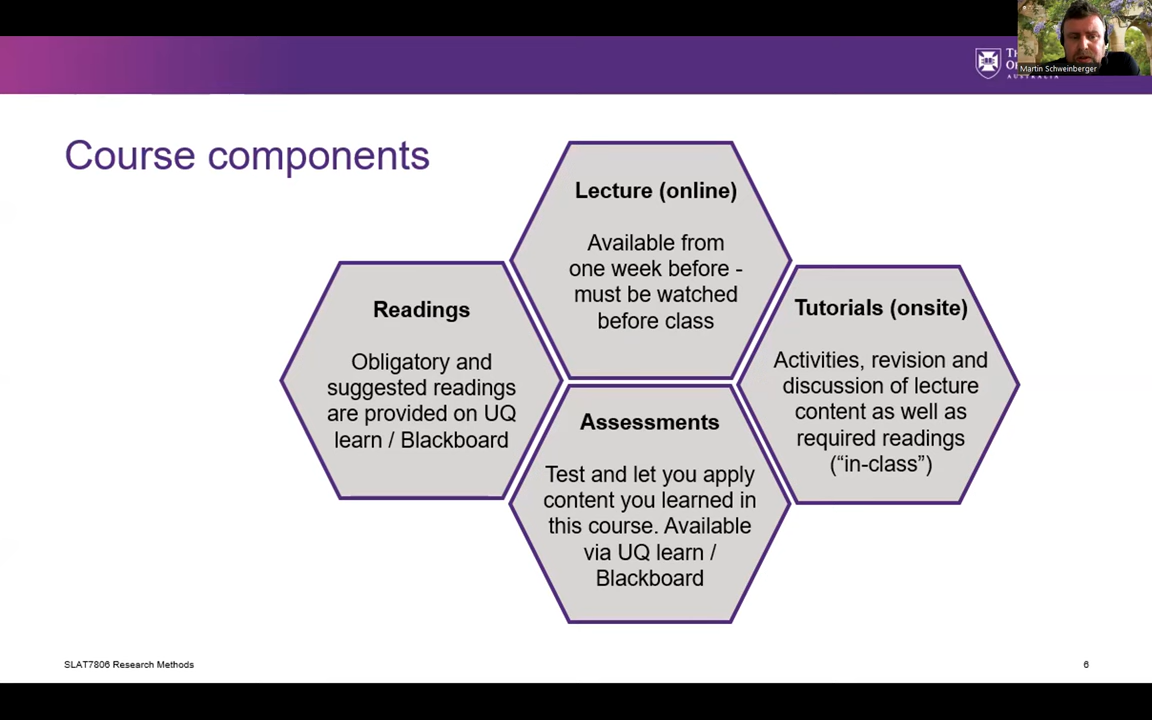 Martin Schweinberger
AUSTRALIA
Course components
Lecture (online)
Available from
one week before -
must be watched
before class
Readings
Obligatory and
suggested readings
are provided on UQ
learn / Blackboard
Tutorials (onsite)
Activities, revision and
discussion of lecture
content as well as
required readings
(“in-class”)
Assessments
Test and let you apply
content you learned in
this course. Available
via UQ learn /
Blackboard
SLAT7806 Research Methods
6